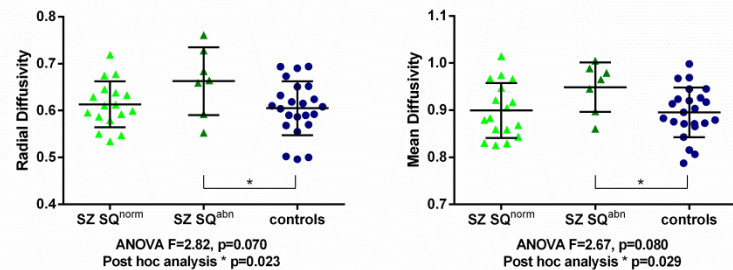 0.8
0.7
0.6
0.5
0.4
Radial Diffusivity
*
SZ SQnorm SZ SQabn controls
ANOVA F=2.82, p=0.070
Post hoc analysis * p=0.023
1.1
1.0
0.9
0.8
0.7
Mean Diffusivity
*
SZ SQnorm SZ SQabn controls
ANOVA F=2.67, p=0.080
Post hoc analysis * p=0.029